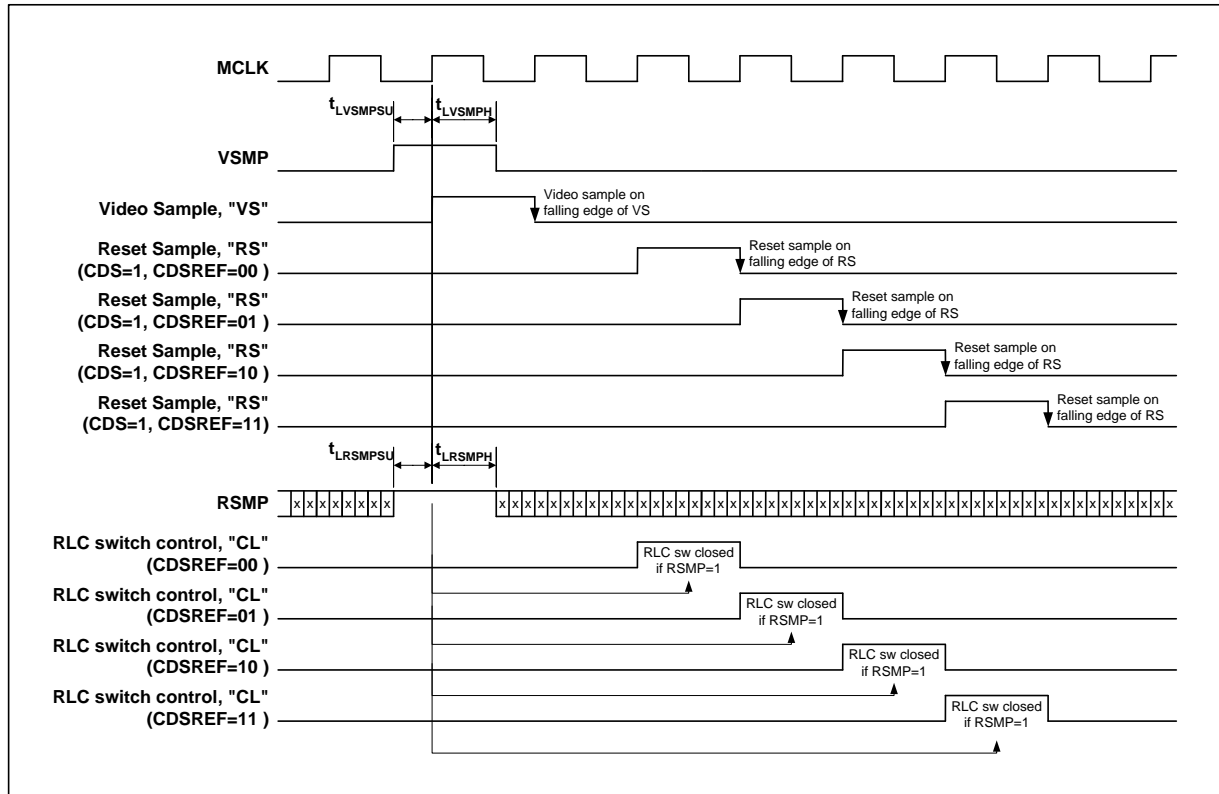 MCLK
tLVSMPSU
tLVSMPH
VSMP
Video Sample, "VS"
Video sample on
falling edge of VS
Reset Sample, "RS"
(CDS=1, CDSREF=00 )
Reset sample on
falling edge of RS
Reset Sample, "RS"
(CDS=1, CDSREF=01 )
Reset sample on
falling edge of RS
Reset Sample, "RS"
(CDS=1, CDSREF=10 )
Reset sample on
falling edge of RS
Reset Sample, "RS"
(CDS=1, CDSREF=11)
Reset sample on
falling edge of RS
tLRSMPSU
tLRSMPH
RSMP
x x x x x x x x x x x x x x x x x x x x x x x x x x x x x x x x x x x x x x x x x x x x x x x x x x x x x x x x x x x x x
RLC switch control, "CL"
(CDSREF=00 )
RLC sw closed
if RSMP=1
RLC switch control, "CL"
(CDSREF=01 )
RLC sw closed
if RSMP=1
RLC switch control, "CL"
(CDSREF=10 )
RLC sw closed
if RSMP=1
RLC switch control, "CL"
(CDSREF=11 )
RLC sw closed
if RSMP=1